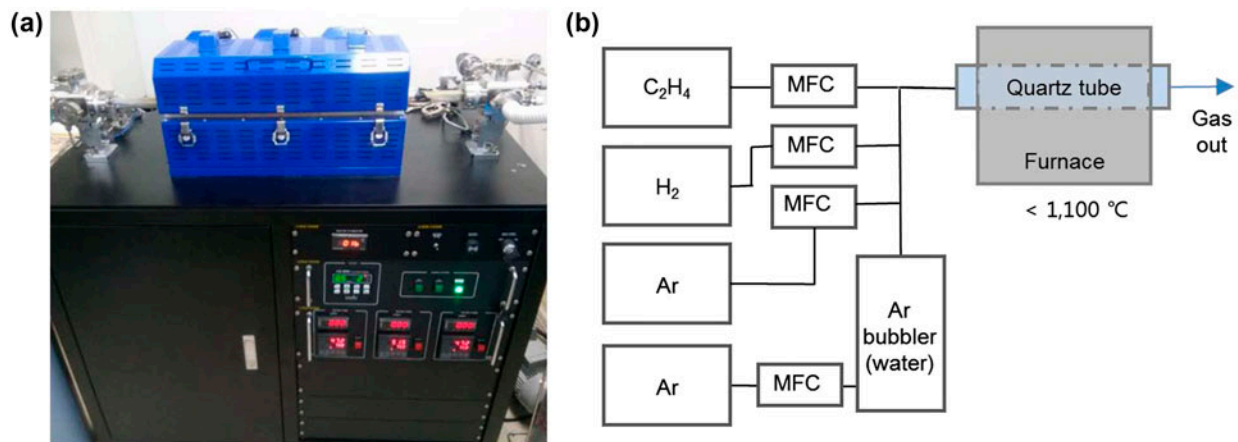 (a)
(b)
C₂H₄
MFC
H₂
MFC
MFC
Ar
Ar
MFC
Ar
bubbler
(water)
Quartz tube
Furnace
< 1,100 ℃
Gas
out